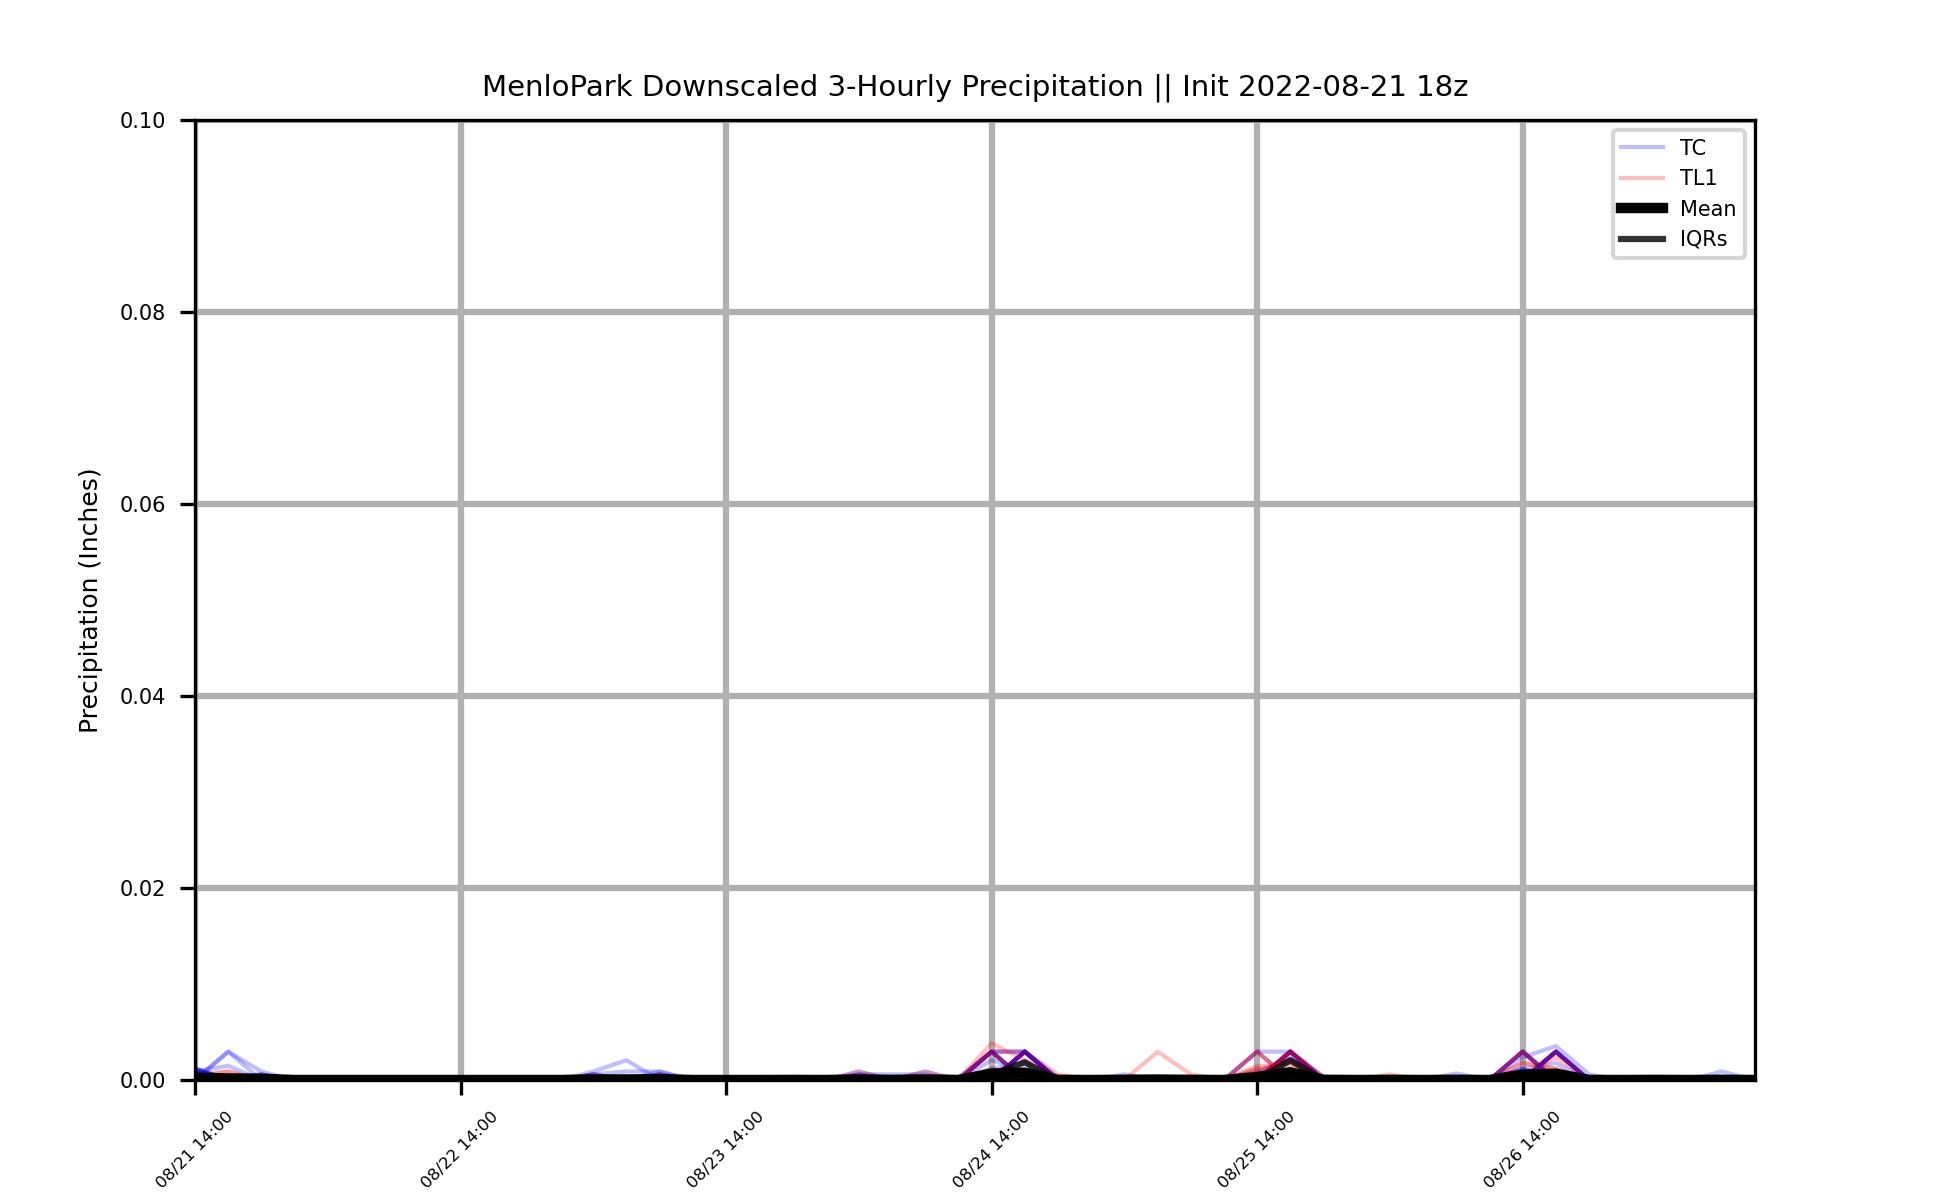 MenloPark Downscaled 3-Hourly Precipitation || Init 2022-08-21 18z
0.10
0.08
0.06
0.04
0.02
0.00
Precipitation (Inches)
TC
TL1
Mean
IQRs
08/21 14:00
08/22 14:00
08/23 14:00
08/24 14:00
08/25 14:00
08/26 14:00